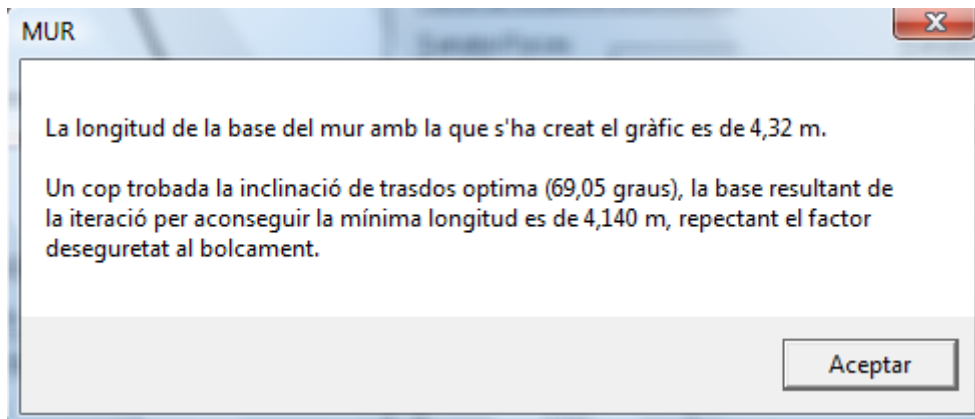 MUR
La longitud de la base del mur amb la que s'ha creat el gràfic es de 4,32 m.
Un cop trobada la inclinació de trasdos optima (69,05 graus), la base resultant de
la iteració per aconseguir la mínima longitud es de 4,140 m, repectant el factor
deseguretat al bolcament.
Aceptar